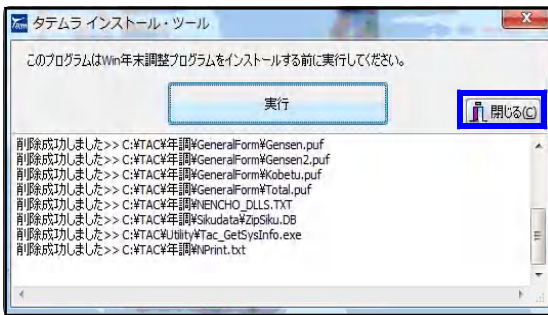 タテムラ インストール・ツール
このプログラムはWin年末調整プログラムをインストールする前に実行してください。
実行
閉じる(C)
削除成功しました>> C:¥TAC¥年調¥GeneralForm¥Gensen.puf
削除成功しました>> C:¥TAC¥年調¥GeneralForm¥Gensen2.puf
削除成功しました>> C:¥TAC¥年調¥GeneralForm¥Kobetu.puf
削除成功しました>> C:¥TAC¥年調¥GeneralForm¥Total.puf
削除成功しました>> C:¥TAC¥年調¥NENCHO_DLLS.TXT
削除成功しました>> C:¥TAC¥年調¥Sikudata¥ZipSiku.DB
削除成功しました>> C:¥TAC¥Utility¥Tac_GetSysInfo.exe
削除成功しました>> C:¥TAC¥年調¥NPrint.txt